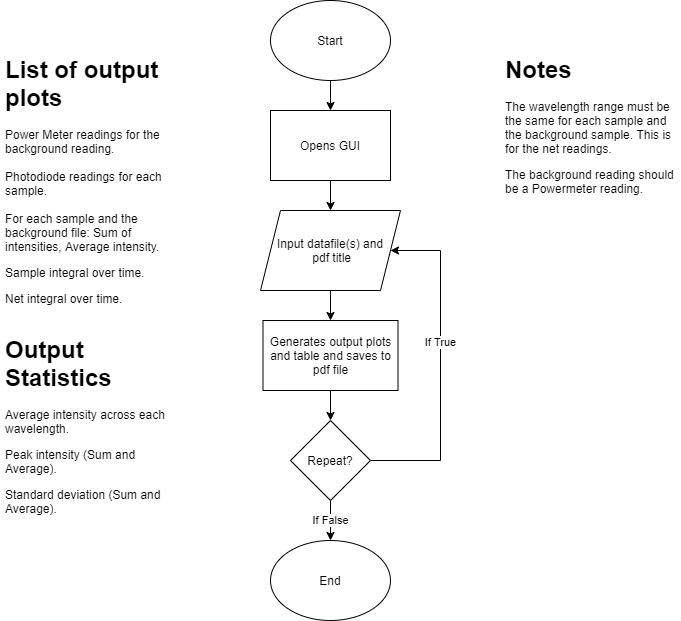 List of output
plots
Power Meter readings for the
background reading.
Photodiode readings for each
sample.
For each sample and the
background file: Sum of
intensities, Average intensity.
Sample integral over time.
Net integral over time.
Output
Statistics
Average intensity across each
wavelength.
Peak intensity (Sum and
Average).
Standard deviation (Sum and
Average).
Start
Opens GUI
Input datafile(s) and
pdf title
Generates output plots
and table and saves to
pdf file
If True
Repeat?
If False
End
Notes
The wavelength range must be
the same for each sample and
the background sample. This is
for the net readings.
The background reading should
be a Powermeter reading.